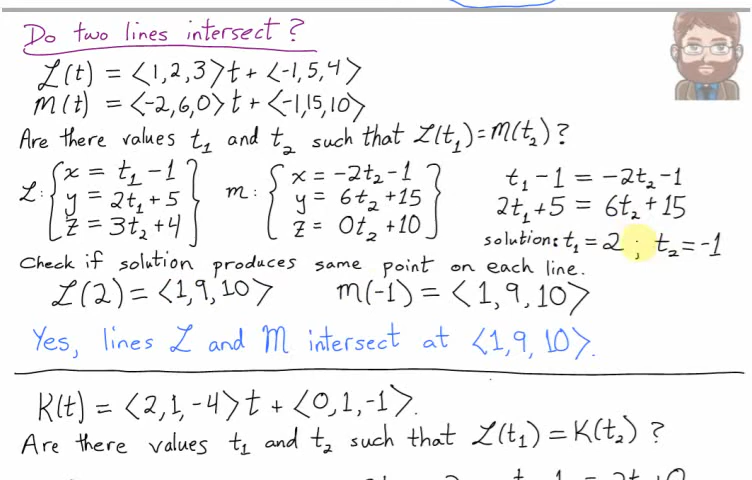 Do two lines intersect?
L(t) = <1,2,3>t + <-1,5,4>
M(t) = <-2,6,0>t + <-1,15,10>
Are there values t₁ and t₂ such that L(t₁)=M(t₂)?
L: { x = t₁ -1 }
y = 2t₁ +5
z = 3t₂ +4
M: { x = -2t₂ -1 }
y = 6t₂ +15
z = 0t₂ +10
t₁ -1 = -2t₂ -1
2t₁+5 = 6t₂ + 15
solution: t₁ = 2 ; t₂ = -1
Check if solution produces same point on each line.
L(2) = <1,9,10> M(-1) = <1,9,10>
Yes, lines L and M intersect at <1,9,10>.
K(t) = <2,1,-4>t + <0,1,-1>.
Are there values t₁ and t₂ such that L(t₁) = K(t₂)?